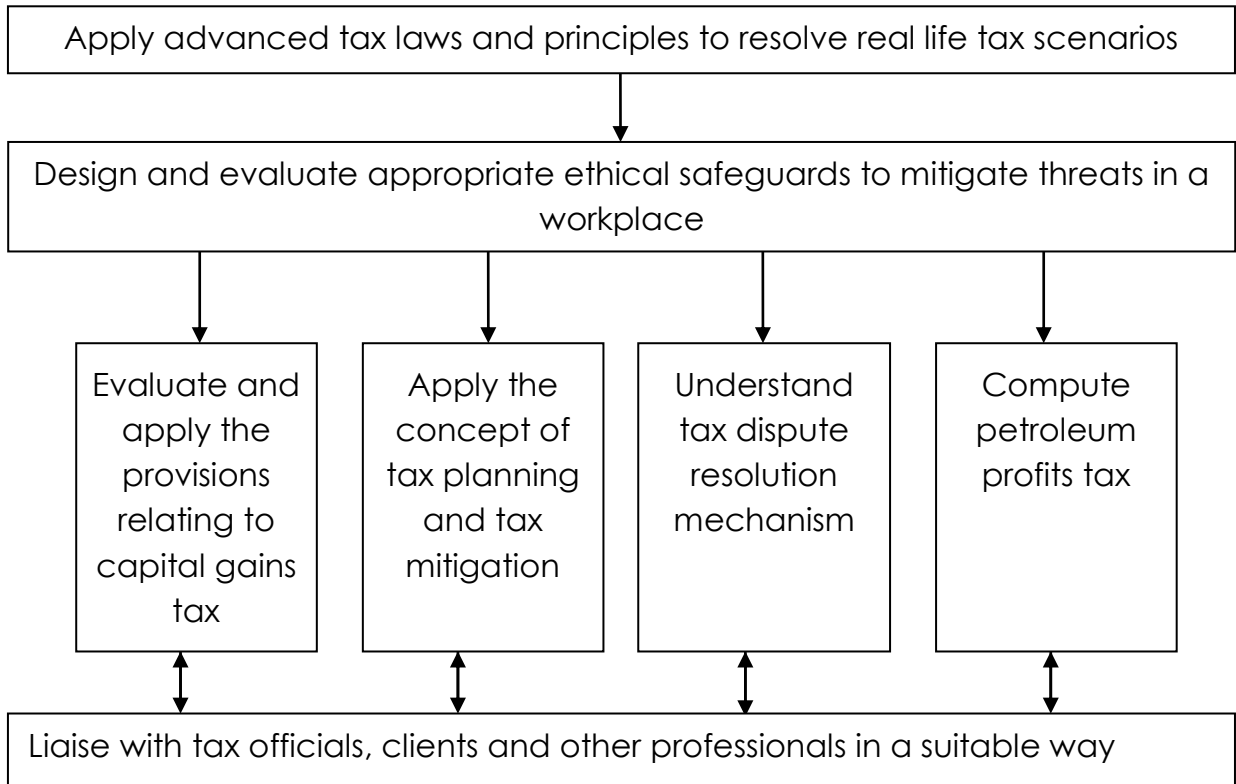 Apply advanced tax laws and principles to resolve real life tax scenarios
Design and evaluate appropriate ethical safeguards to mitigate threats in a
workplace
Evaluate and
apply the
provisions
relating to
capital gains
tax
Apply the
concept of
tax planning
and tax
mitigation
Understand
tax dispute
resolution
mechanism
Compute
petroleum
profits tax
Liaise with tax officials, clients and other professionals in a suitable way